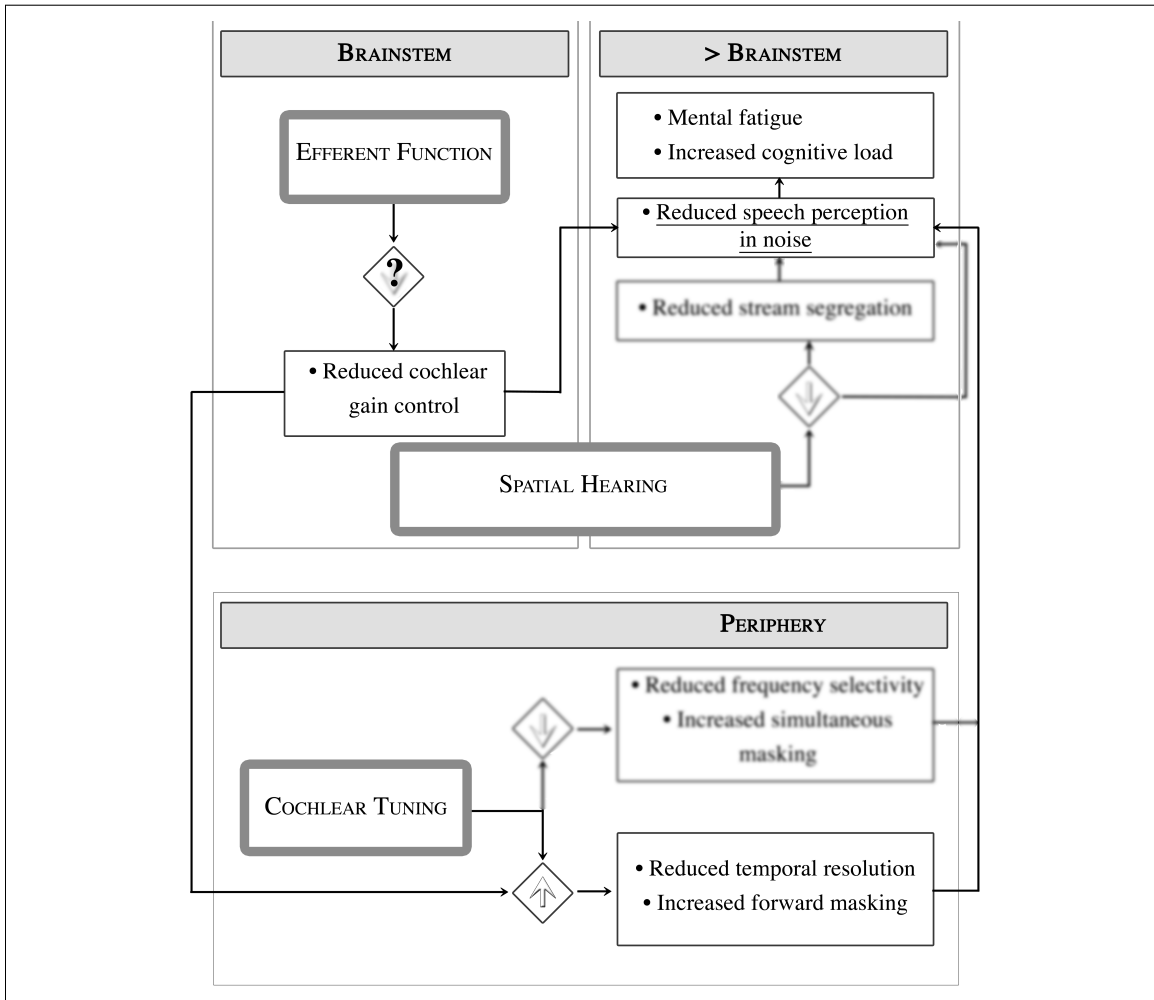 BRAINSTEM
> BRAINSTEM
EFFERENT FUNCTION
?
• Reduced cochlear
gain control
• Mental fatigue
• Increased cognitive load
• Reduced speech perception
in noise
• Reduced stream segregation
SPATIAL HEARING
PERIPHERY
COCHLEAR TUNING
• Reduced frequency selectivity
• Increased simultaneous
masking
• Reduced temporal resolution
• Increased forward masking